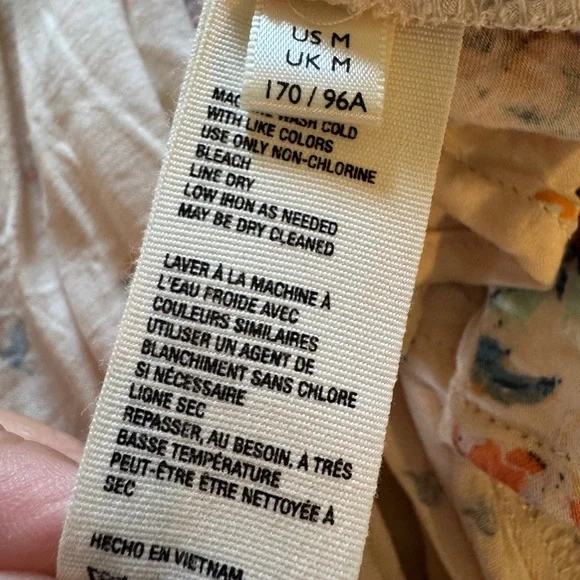 US M
UK M
170 / 96A
WASH COLD
WITH LIKE COLORS
USE ONLY NON-CHLORINE
BLEACH
LINE DRY
LOW IRON AS NEEDED
MAY BE DRY CLEANED
LAVER À LA MACHINE À
L'EAU FROIDE AVEC
COULEURS SIMILAIRES
UTILISER UN AGENT DE
BLANCHIMENT SANS CHLORE
SI NÉCESSAIRE
LIGNE SEC
REPASSER, AU BESOIN, À TRÉS
BASSE TEMPÉRATURE
PEUT-ÊTRE ÊTRE NETTOYÉE À
SEC
HECHO EN VIETNAM